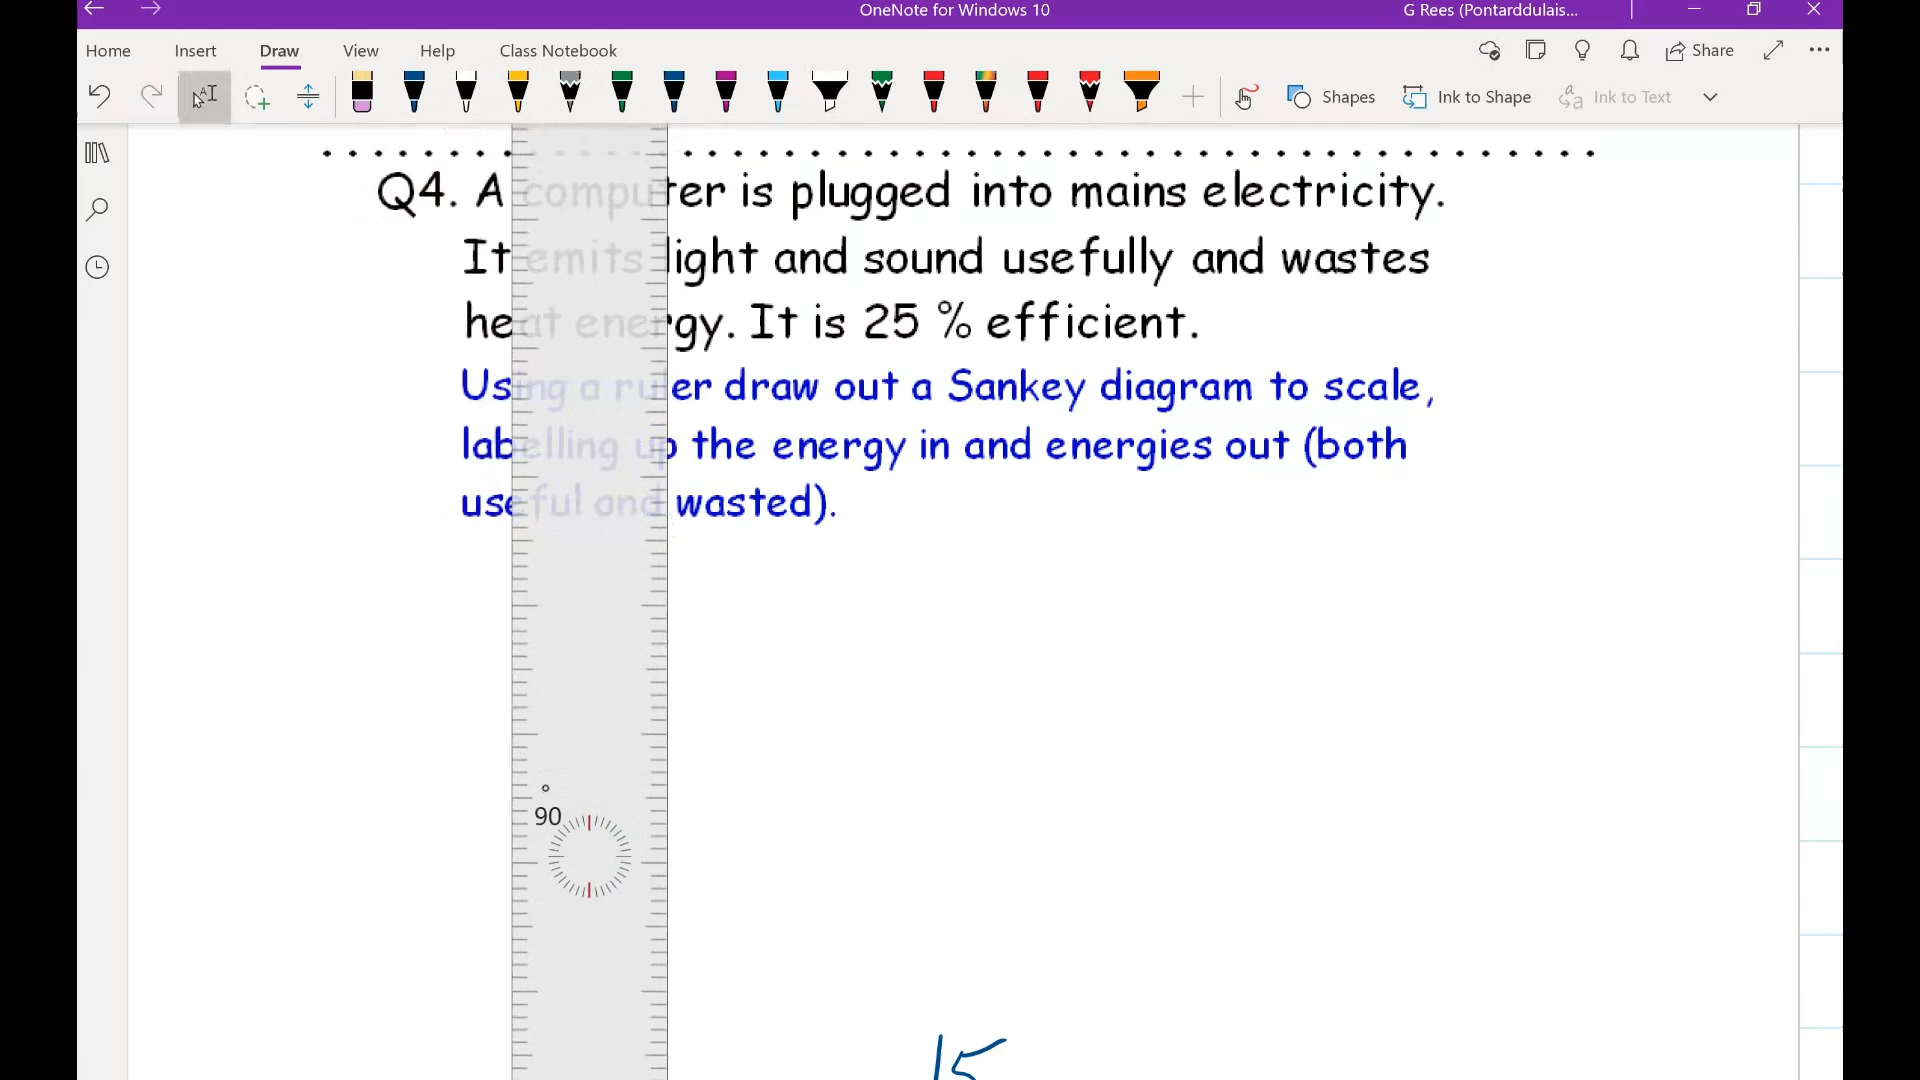 OneNote for Windows 10
G Rees (Pontarddulais...
Home Insert Draw View Help Class Notebook
Share
Shapes Ink to Shape Ink to Text
Q4. A computer is plugged into mains electricity.
It emits light and sound usefully and wastes
heat energy. It is 25 % efficient.
Using a ruler draw out a Sankey diagram to scale,
labelling up the energy in and energies out (both
useful and wasted).
°
90